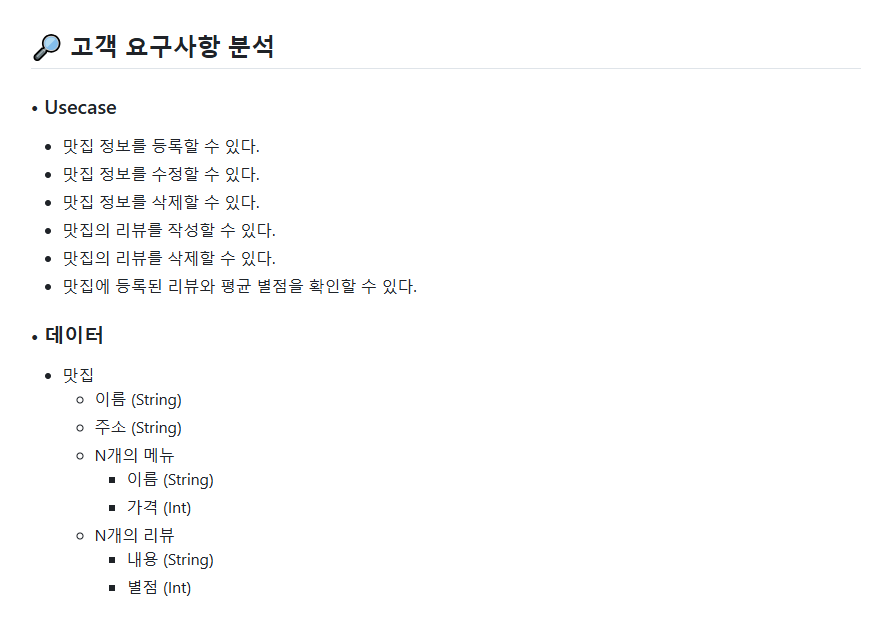 🔎 고객 요구사항 분석
• Usecase
• 맛집 정보를 등록할 수 있다.
• 맛집 정보를 수정할 수 있다.
• 맛집 정보를 삭제할 수 있다.
• 맛집의 리뷰를 작성할 수 있다.
• 맛집의 리뷰를 삭제할 수 있다.
• 맛집에 등록된 리뷰와 평균 별점을 확인할 수 있다.
• 데이터
• 맛집
◦ 이름 (String)
◦ 주소 (String)
◦ N개의 메뉴
▪ 이름 (String)
▪ 가격 (Int)
◦ N개의 리뷰
▪ 내용 (String)
▪ 별점 (Int)